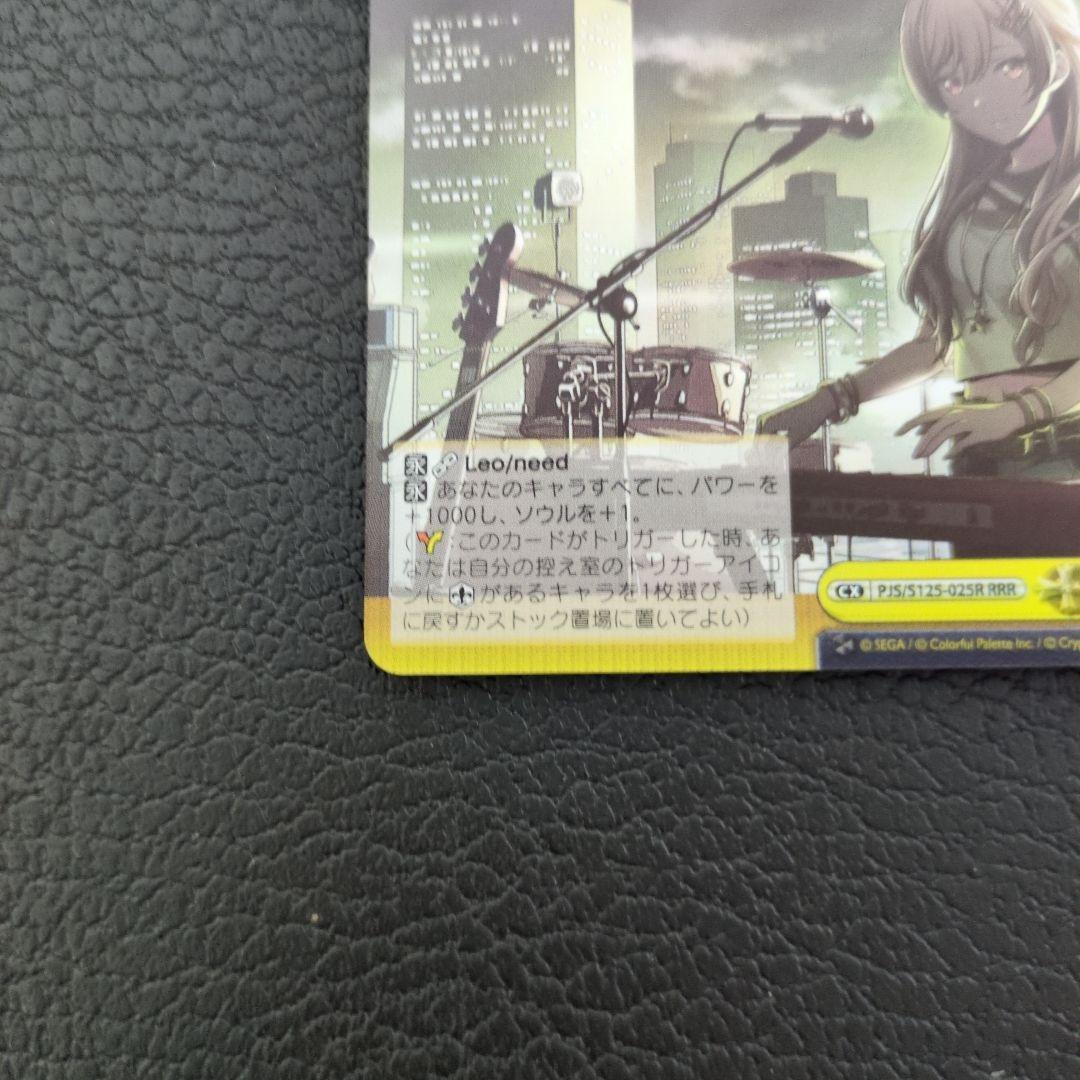 永 Leo/need
永 あなたのキャラすべてに、パワーを
+1000し、ソウルを+1。
( このカードがトリガーした時、あ
なたは自分の控え室のトリガーアイコ
ンに があるキャラを1枚選び、手札
に戻すかストック置場に置いてよい)
CX PJS/S125-025R RRR
© SEGA / © Colorful Palette Inc. / © Cry